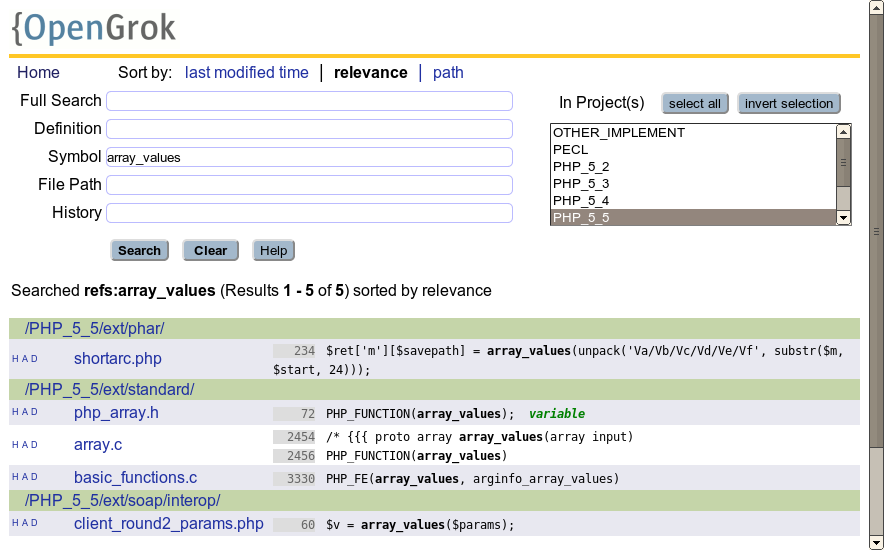 {OpenGrok
Home Sort by: last modified time | relevance | path
Full Search
Definition
Symbol array_values
File Path
History
In Project(s) select all invert selection
OTHER_IMPLEMENT
PECL
PHP_5_2
PHP_5_3
PHP_5_4
PHP_5_5
Search Clear Help
Searched refs:array_values (Results 1 - 5 of 5) sorted by relevance
/PHP_5_5/ext/phar/
H A D shortarc.php 234 $ret['m'][$savepath] = array_values(unpack('Va/Vb/Vc/Vd/Ve/Vf', substr($m,
$start, 24)));
/PHP_5_5/ext/standard/
H A D php_array.h 72 PHP_FUNCTION(array_values); variable
H A D array.c 2454 /* {{{ proto array array_values(array input)
2456 PHP_FUNCTION(array_values)
H A D basic_functions.c 3330 PHP_FE(array_values, arginfo_array_values)
/PHP_5_5/ext/soap/interop/
H A D client_round2_params.php 60 $v = array_values($params);